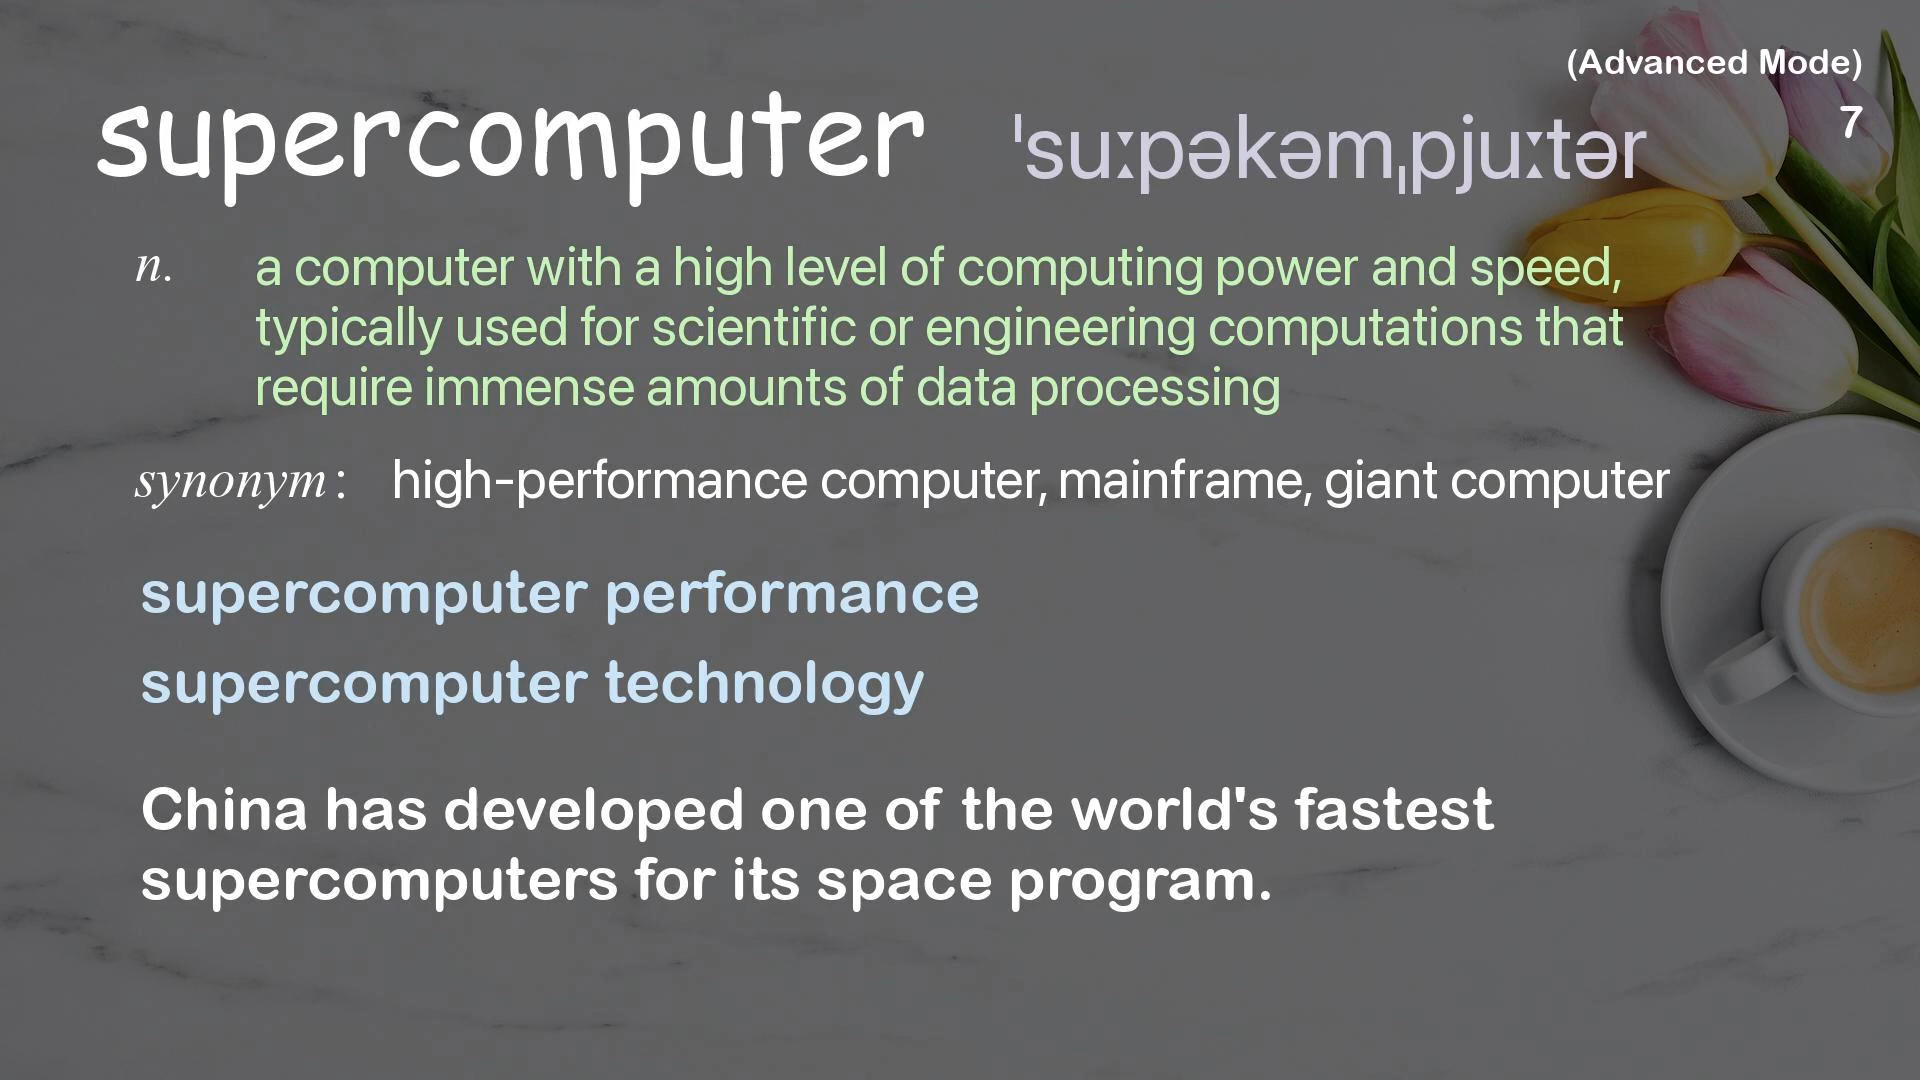 (Advanced Mode)
7
supercomputer ˈsuːpəkəmˌpjuːtər
n. a computer with a high level of computing power and speed,
typically used for scientific or engineering computations that
require immense amounts of data processing
synonym : high-performance computer, mainframe, giant computer
supercomputer performance
supercomputer technology
China has developed one of the world's fastest
supercomputers for its space program.